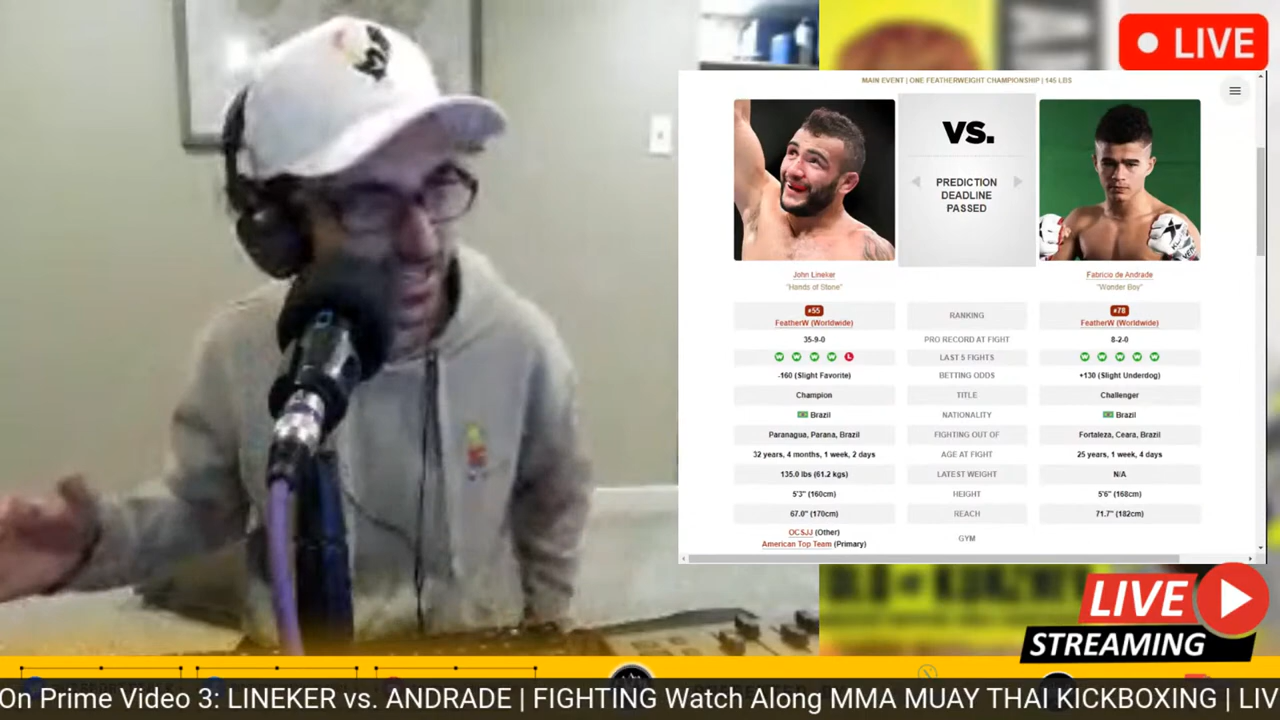 LIVE
MAIN EVENT | ONE FEATHERWEIGHT CHAMPIONSHIP | 145 LBS
VS.
PREDICTION
DEADLINE
PASSED
John Lineker
"Hands of Stone"
Fabricio de Andrade
"Wonder Boy"
#55 RANKING #78
FeatherW (Worldwide) FeatherW (Worldwide)
35-9-0 PRO RECORD AT FIGHT 8-2-0
W W W W L LAST 5 FIGHTS W W W W W
-160 (Slight Favorite) BETTING ODDS +130 (Slight Underdog)
Champion TITLE Challenger
Brazil NATIONALITY Brazil
Paranagua, Parana, Brazil FIGHTING OUT OF Fortaleza, Ceara, Brazil
32 years, 4 months, 1 week, 2 days AGE AT FIGHT 25 years, 1 week, 4 days
135.0 lbs (61.2 kgs) LATEST WEIGHT N/A
5'3" (160cm) HEIGHT 5'6" (168cm)
67.0" (170cm) REACH 71.7" (182cm)
OCSJJ (Other) GYM
American Top Team (Primary)
LIVE
STREAMING
On Prime Video 3: LINEKER vs. ANDRADE | FIGHTING Watch Along MMA MUAY THAI KICKBOXING | LIV